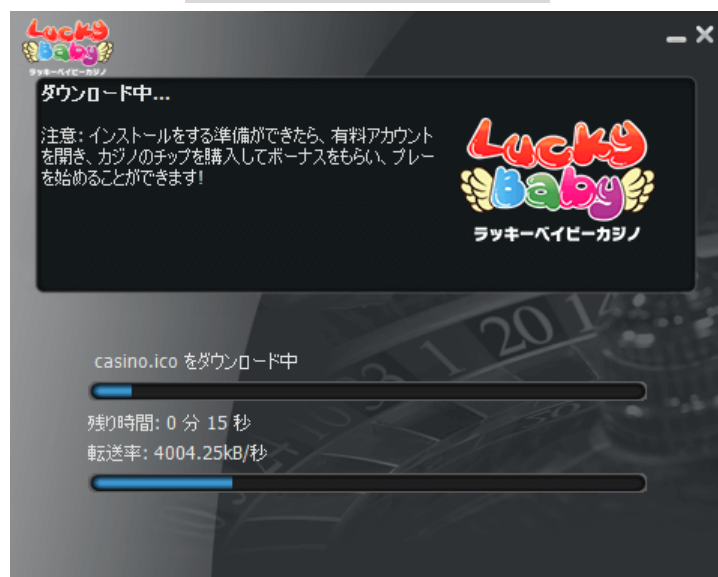 Lucky
Baby
ラッキーベイビーカジノ
ダウンロード中...
注意: インストールをする準備ができたら、有料アカウント
を開き、カジノのチップを購入してボーナスをもらい、プレー
を始めることができます!
Lucky
Baby
ラッキーベイビーカジノ
casino.ico をダウンロード中
残り時間: 0 分 15 秒
転送率: 4004.25kB/秒
20 1